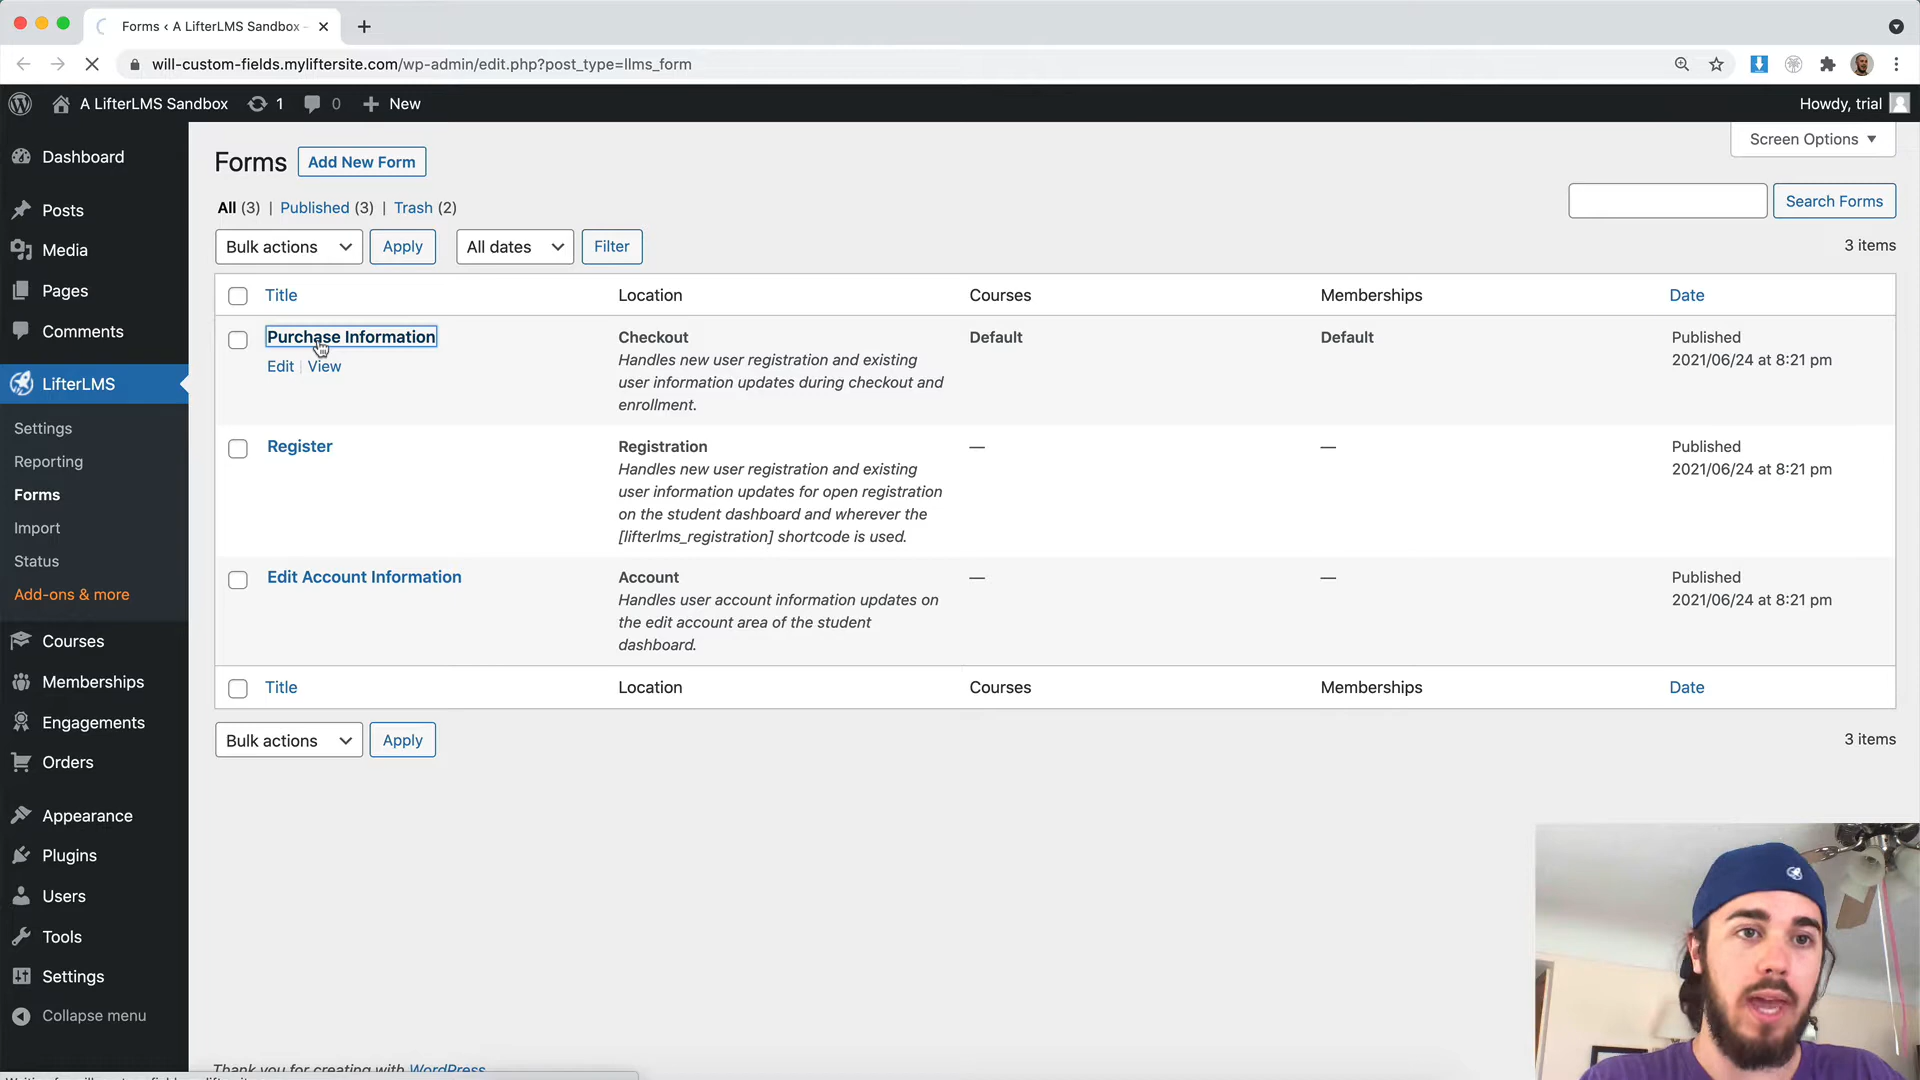 Forms < A LifterLMS Sandbox -
will-custom-fields.myliftersite.com/wp-admin/edit.php?post_type=llms_form
A LifterLMS Sandbox 1 0 New
Howdy, trial
Dashboard
Posts
Media
Pages
Comments
LifterLMS
Settings
Reporting
Forms
Import
Status
Add-ons & more
Courses
Memberships
Engagements
Orders
Appearance
Plugins
Users
Tools
Settings
Collapse menu
Screen Options
Forms Add New Form
All (3) | Published (3) | Trash (2)
Search Forms
Bulk actions Apply All dates Filter
3 items
Title Location Courses Memberships Date
Purchase Information
Edit | View
Checkout
Handles new user registration and existing
user information updates during checkout and
enrollment.
Default
Default
Published
2021/06/24 at 8:21 pm
Register
Registration
Handles new user registration and existing
user information updates for open registration
on the student dashboard and wherever the
[lifterlms_registration] shortcode is used.
—
—
Published
2021/06/24 at 8:21 pm
Edit Account Information
Account
Handles user account information updates on
the edit account area of the student
dashboard.
—
—
Published
2021/06/24 at 8:21 pm
Title Location Courses Memberships Date
Bulk actions Apply
3 items
Thank you for creating with WordPress